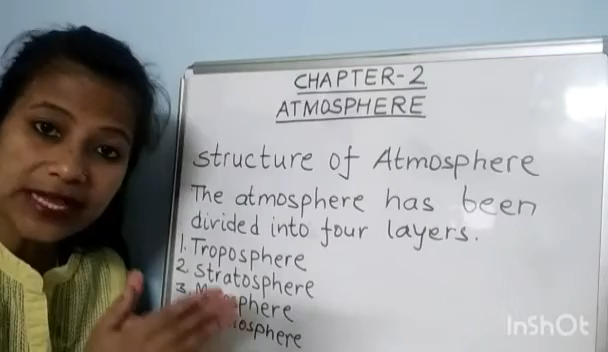 CHAPTER-2
ATMOSPHERE
structure of Atmosphere
The atmosphere has been
divided into four layers.
1. Troposphere
2. Stratosphere
3.
InShOt